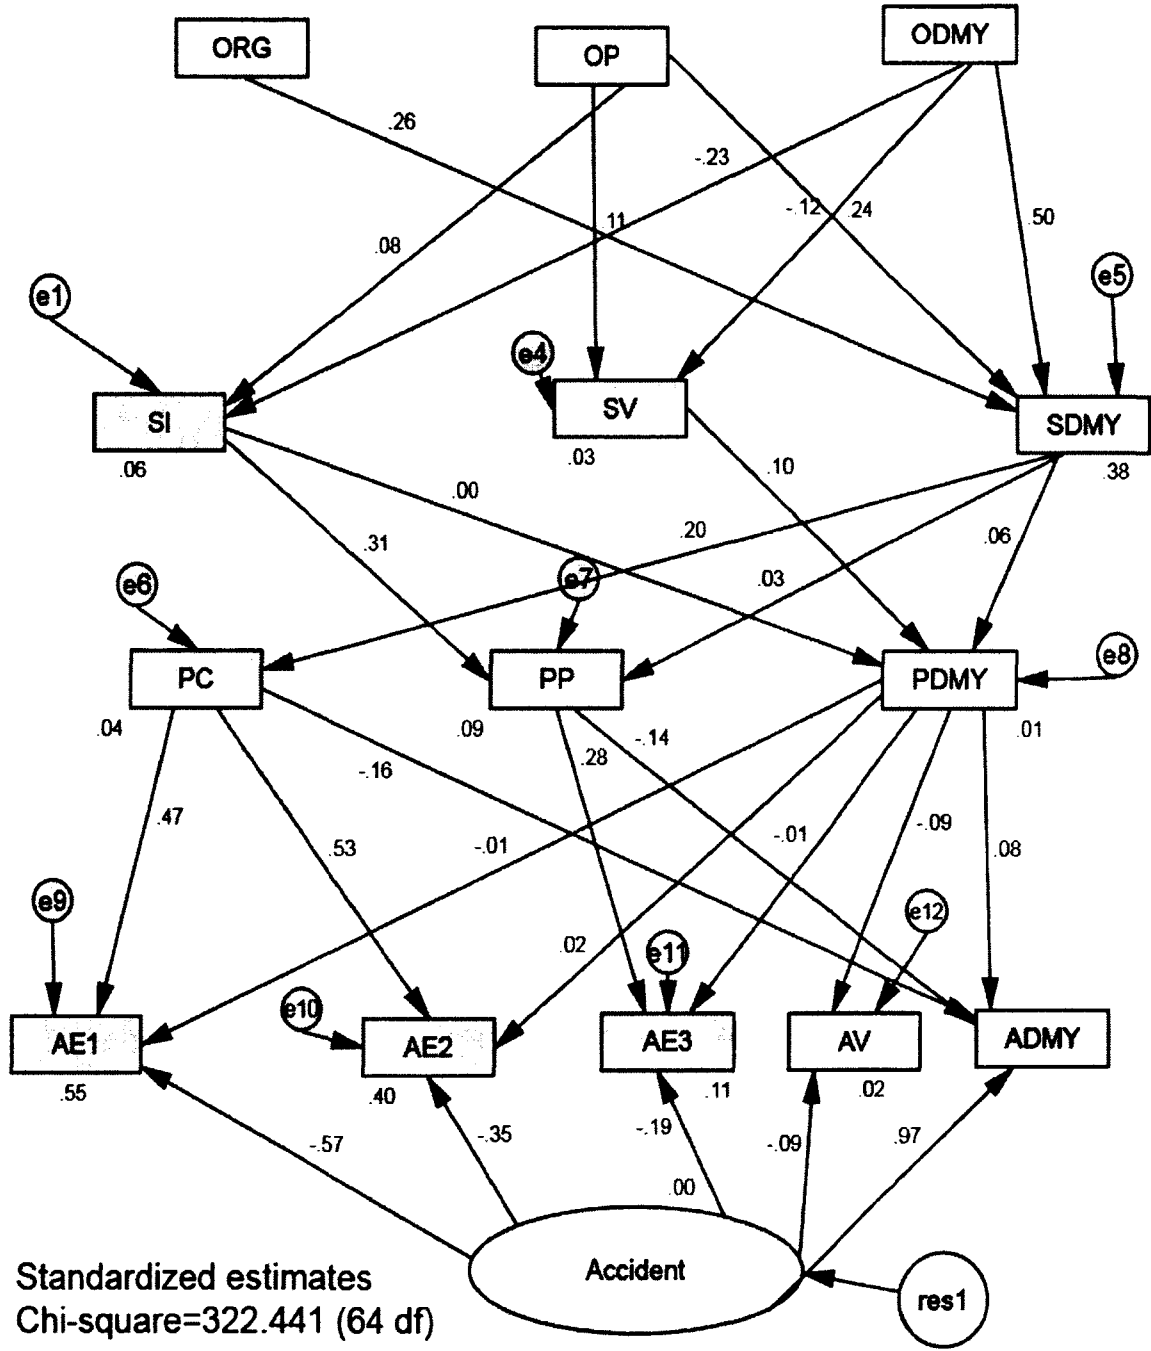 ORG
OP
ODMY
.26
-.23
-.12
.24
.11
.50
.08
e1
e5
e4
SI
SV
SDMY
.06
.03
.38
.10
.00
.20
.06
.31
.03
e6
e7
e8
PC
PP
PDMY
.04
.09
.01
-.14
.28
-.16
.47
-.09
-.01
.53
-.01
.08
e9
e12
.02
e11
e10
AE1
AE2
AE3
AV
ADMY
.55
.40
.11
.02
-.57
-.35
-.19
-.09
.97
.00
Accident
Standardized estimates
res1
Chi-square=322.441 (64 df)